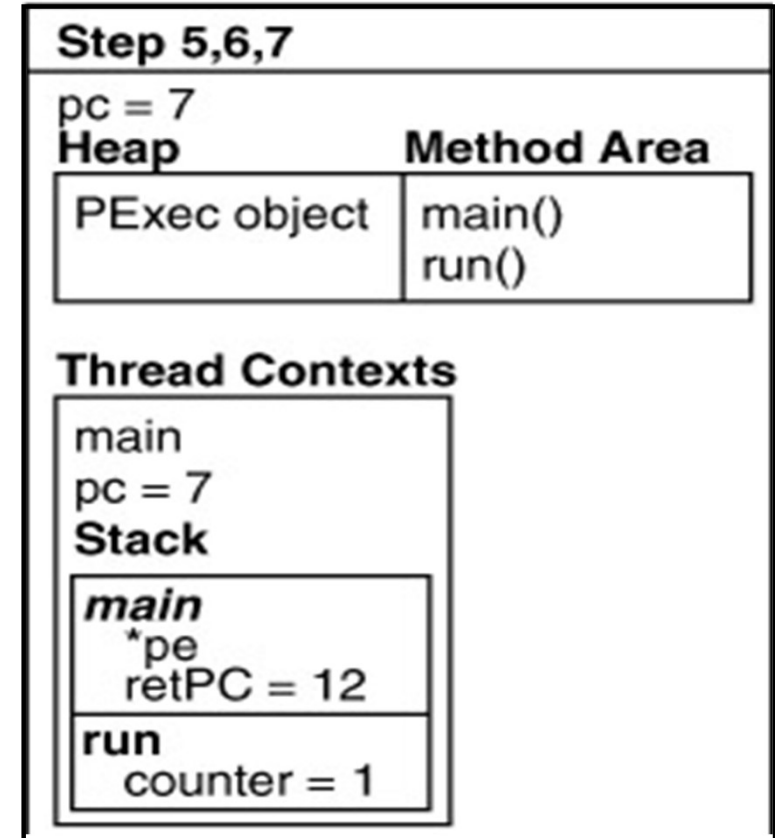 Step 5,6,7
pc = 7
Heap Method Area
PExec object main()
run()
Thread Contexts
main
pc = 7
Stack
main
*pe
retPC = 12
run
counter = 1